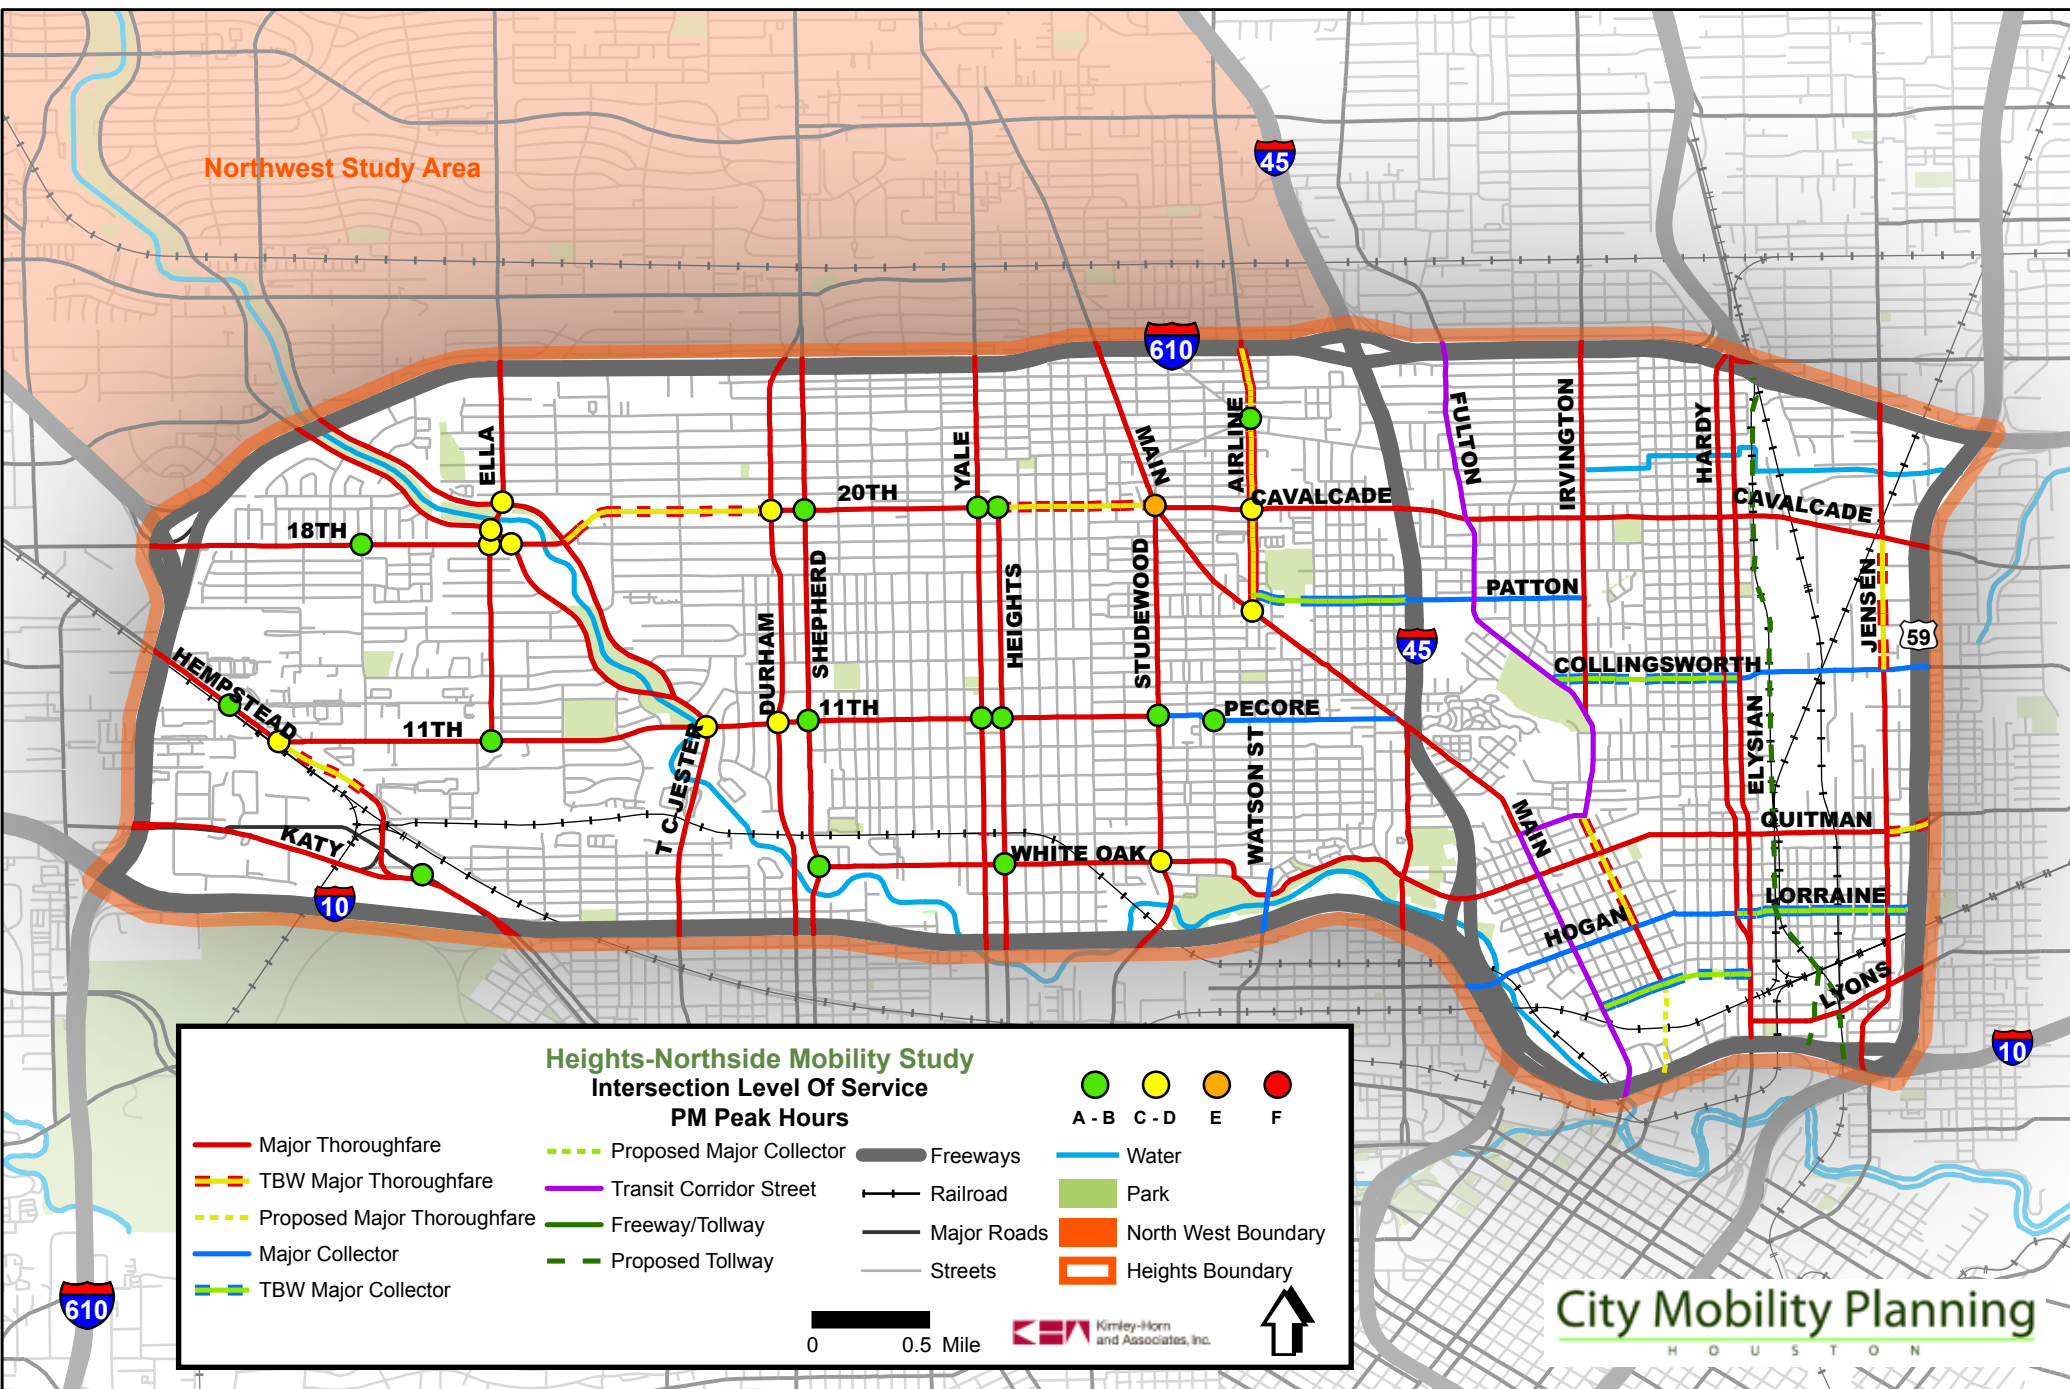 Northwest Study Area
45
610
ELLA
YALE
MAIN
AIRLINE
FULTON
IRVINGTON
HARDY
20TH
CAVALCADE
CAVALCADE
18TH
SHEPHERD
HEIGHTS
STUDEWOOD
PATTON
JENSEN
59
45
DURHAM
HEMPSTEAD
COLLINGSWORTH
11TH
11TH
PECORE
T C JESTER
WATSON ST
ELYSIAN
MAIN
QUITMAN
KATY
WHITE OAK
10
LORRAINE
HOGAN
LYONS
10
610
Heights-Northside Mobility Study
Intersection Level Of Service
PM Peak Hours
A - B
C - D
E
F
Major Thoroughfare
TBW Major Thoroughfare
Proposed Major Thoroughfare
Major Collector
TBW Major Collector
Proposed Major Collector
Transit Corridor Street
Freeway/Tollway
Proposed Tollway
Freeways
Railroad
Major Roads
Streets
Water
Park
North West Boundary
Heights Boundary
0 0.5 Mile
Kimley-Horn
and Associates, Inc.
City Mobility Planning
HOUSTON